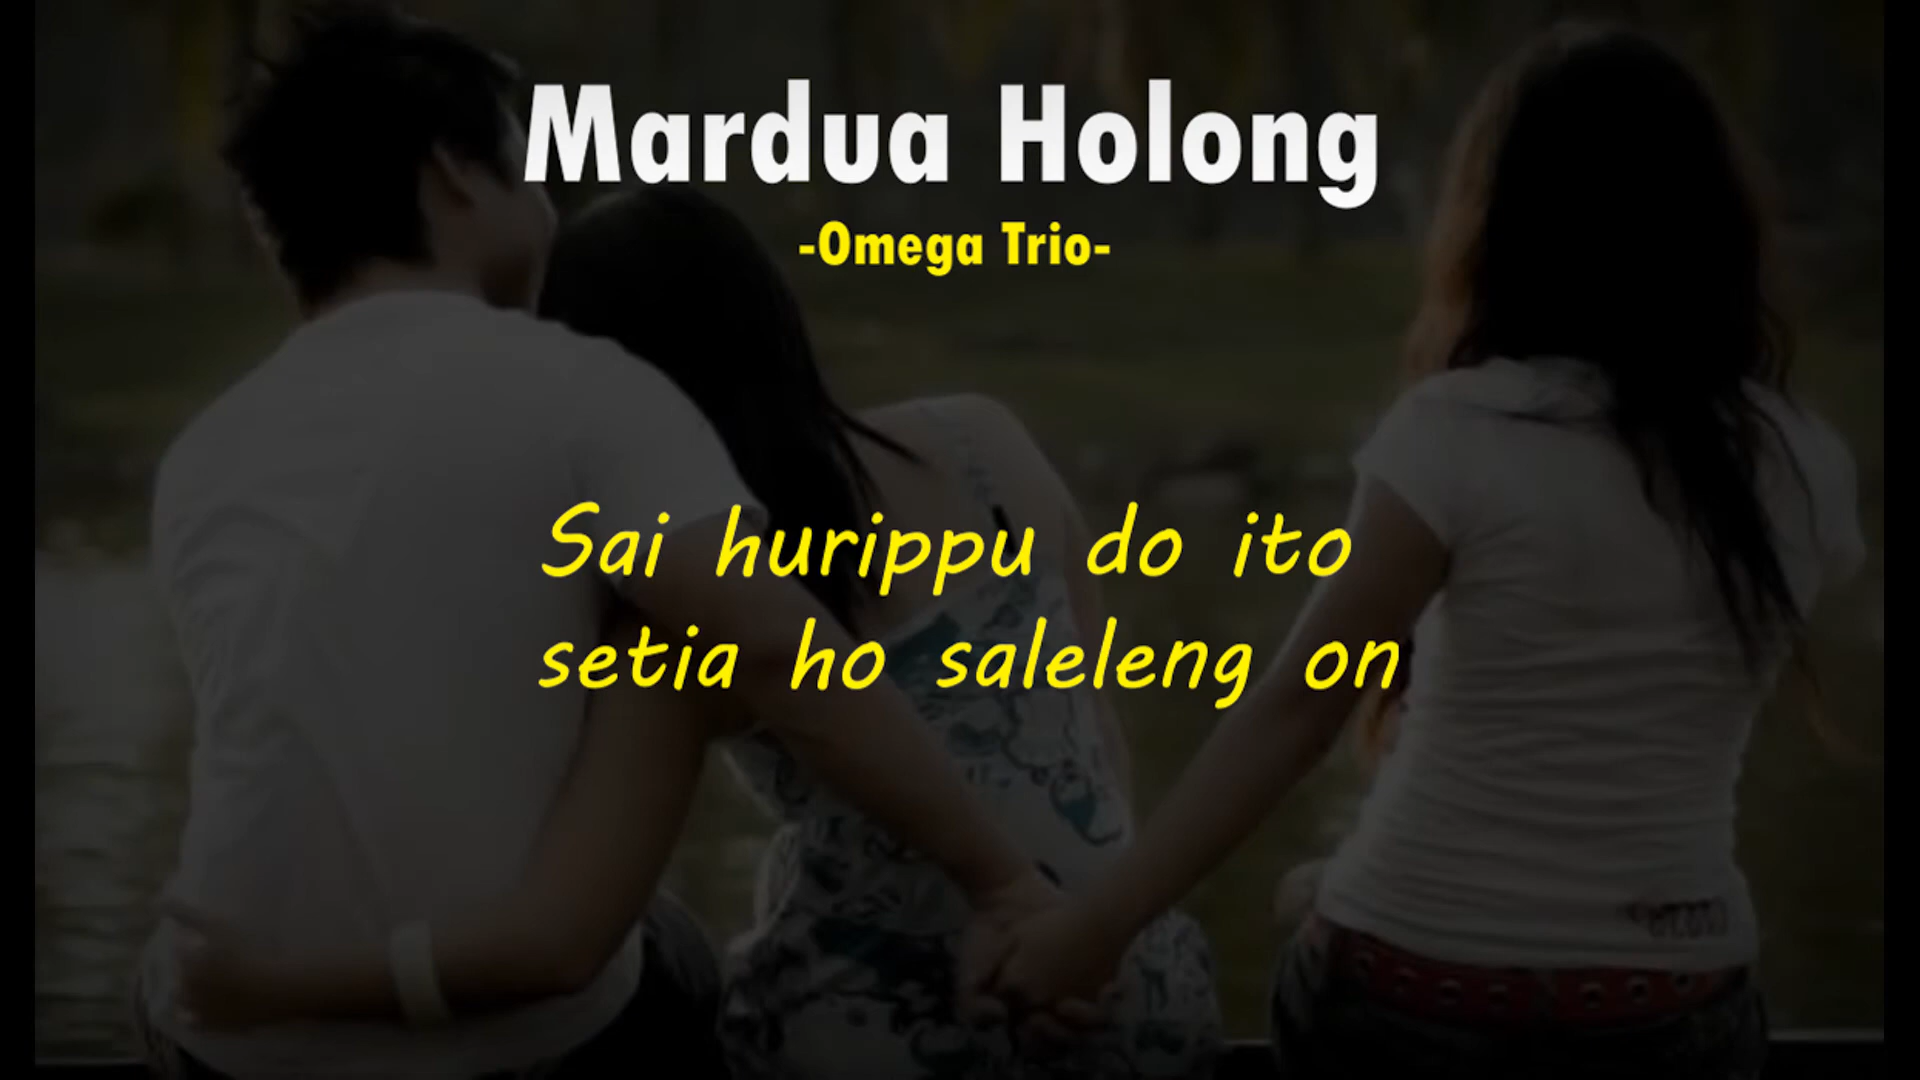 Mardua Holong
-Omega Trio-
Sai hurippu do ito
setia ho saleleng on